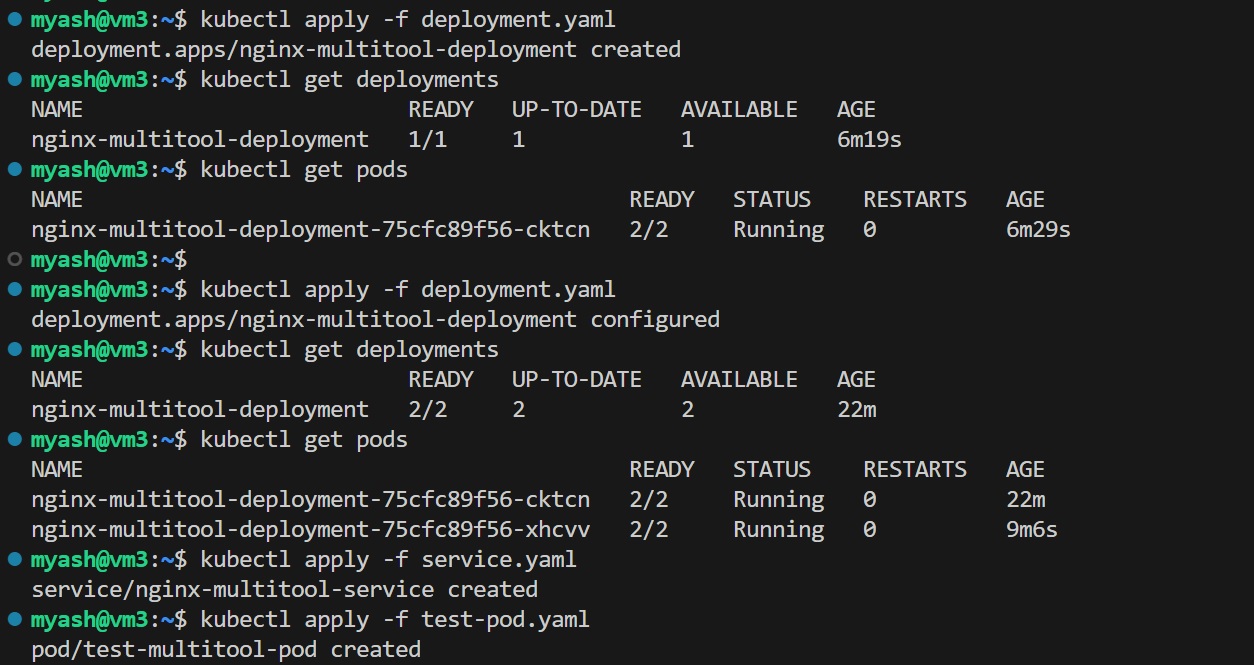 myash@vm3:~$ kubectl apply -f deployment.yaml
deployment.apps/nginx-multitool-deployment created
myash@vm3:~$ kubectl get deployments
NAME                         READY   UP-TO-DATE   AVAILABLE   AGE
nginx-multitool-deployment   1/1     1            1           6m19s
myash@vm3:~$ kubectl get pods
NAME                                          READY   STATUS    RESTARTS   AGE
nginx-multitool-deployment-75cfc89f56-cktcn   2/2     Running   0          6m29s
myash@vm3:~$
myash@vm3:~$ kubectl apply -f deployment.yaml
deployment.apps/nginx-multitool-deployment configured
myash@vm3:~$ kubectl get deployments
NAME                         READY   UP-TO-DATE   AVAILABLE   AGE
nginx-multitool-deployment   2/2     2            2           22m
myash@vm3:~$ kubectl get pods
NAME                                          READY   STATUS    RESTARTS   AGE
nginx-multitool-deployment-75cfc89f56-cktcn   2/2     Running   0          22m
nginx-multitool-deployment-75cfc89f56-xhcvv   2/2     Running   0          9m6s
myash@vm3:~$ kubectl apply -f service.yaml
service/nginx-multitool-service created
myash@vm3:~$ kubectl apply -f test-pod.yaml
pod/test-multitool-pod created